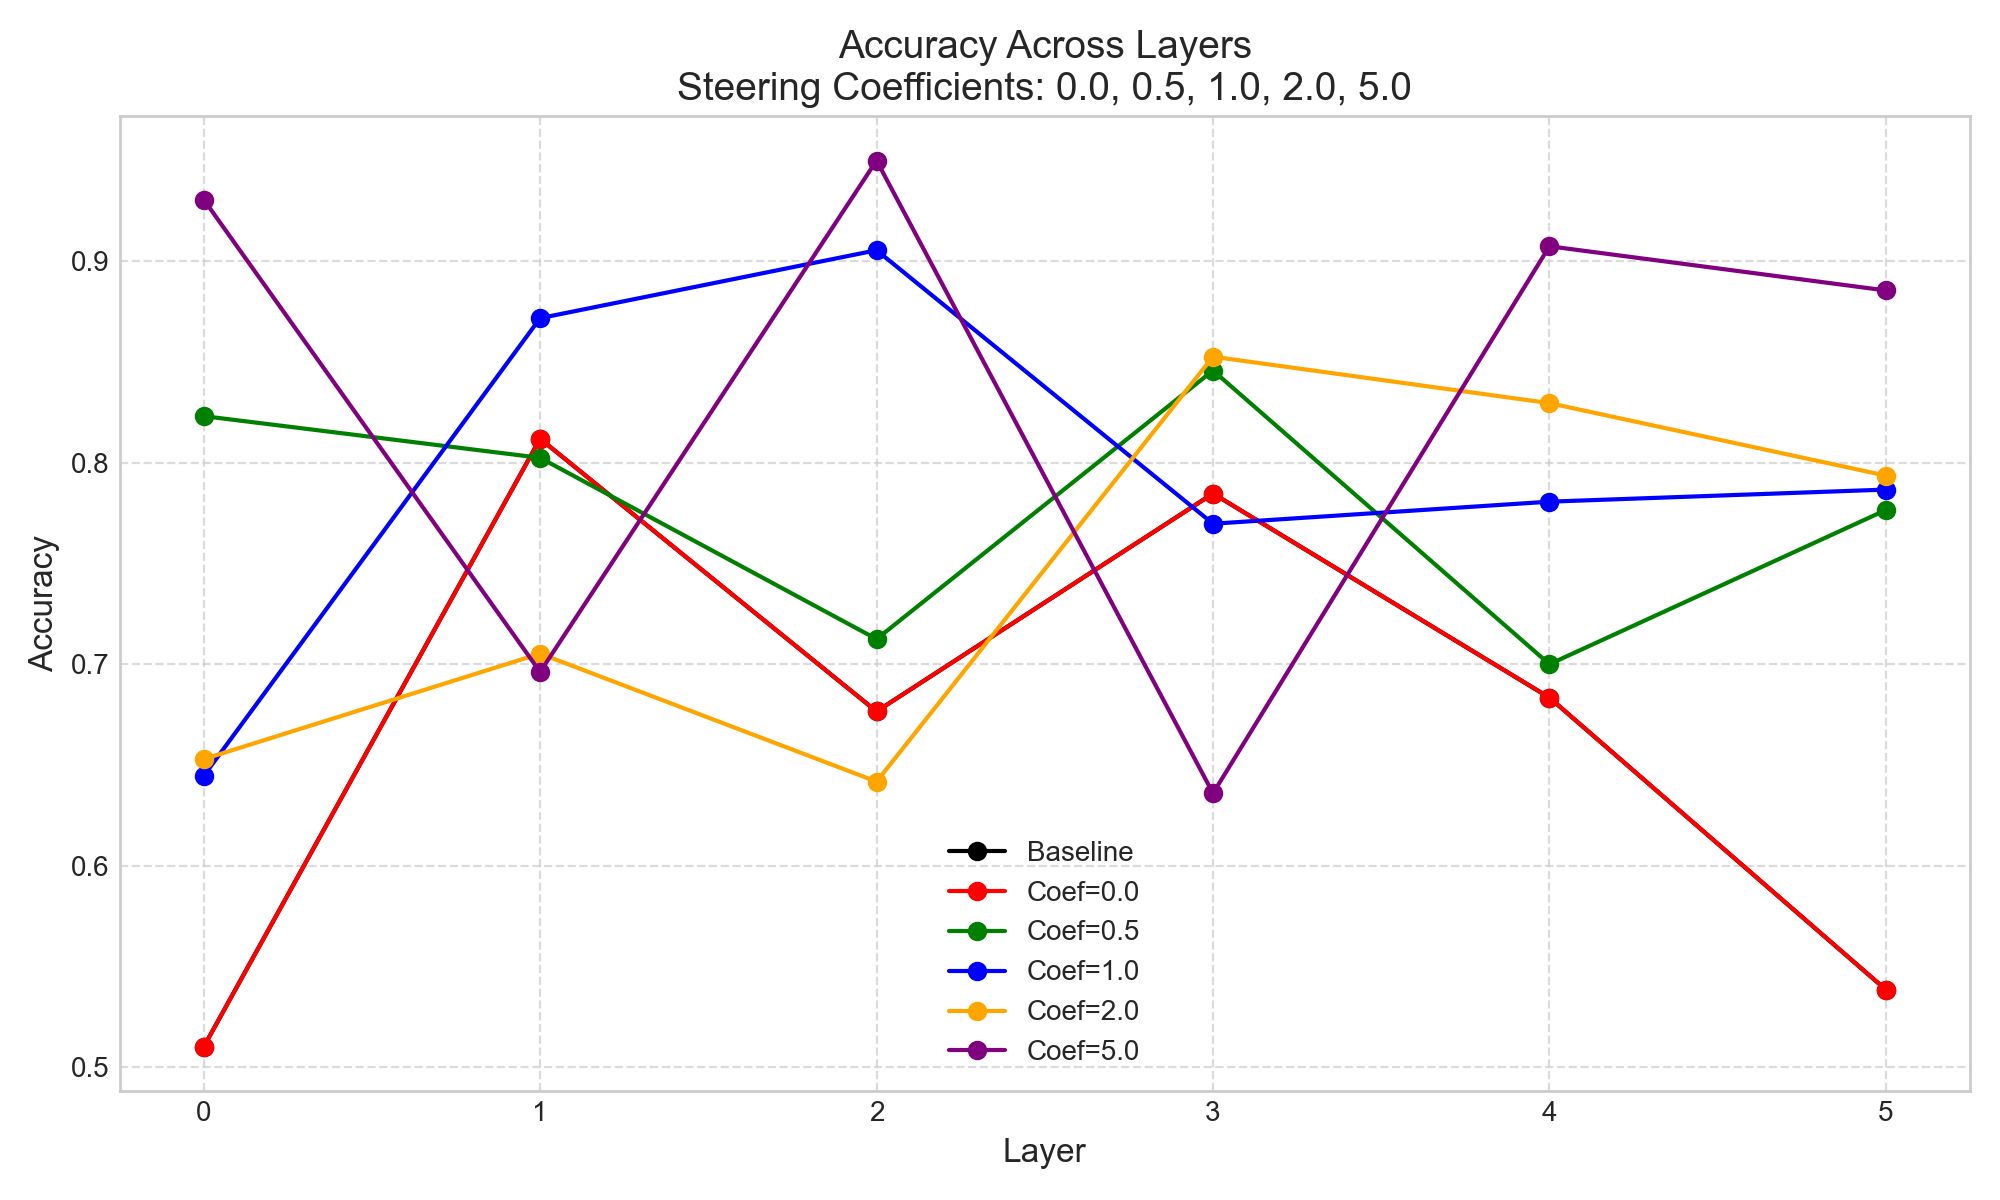 Accuracy Across Layers
Steering Coefficients: 0.0, 0.5, 1.0, 2.0, 5.0
Accuracy
0.9
0.8
0.7
0.6
0.5
Baseline
Coef=0.0
Coef=0.5
Coef=1.0
Coef=2.0
Coef=5.0
0 1 2 3 4 5
Layer